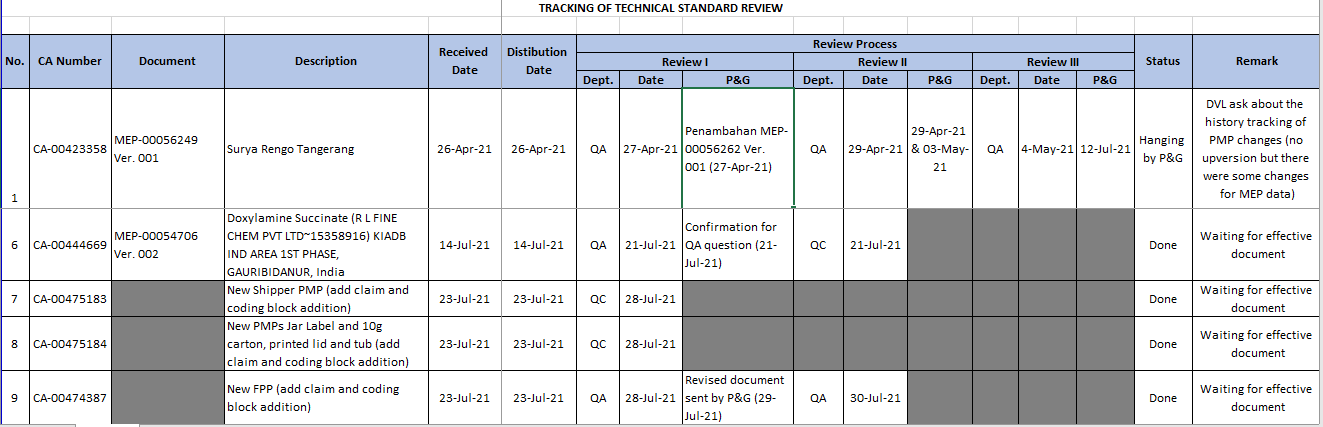 TRACKING OF TECHNICAL STANDARD REVIEW
No. CA Number Document Description Received Date Distibution Date Review Process Status Remark
Review I Review II Review III
Dept. Date P&G Dept. Date P&G Dept. Date P&G
1 CA-00423358 MEP-00056249 Ver. 001 Surya Rengo Tangerang 26-Apr-21 26-Apr-21 QA 27-Apr-21 Penambahan MEP-00056262 Ver. 001 (27-Apr-21) QA 29-Apr-21 29-Apr-21 & 03-May-21 QA 4-May-21 12-Jul-21 Hanging by P&G DVL ask about the history tracking of PMP changes (no upversion but there were some changes for MEP data)
6 CA-00444669 MEP-00054706 Ver. 002 Doxylamine Succinate (R L FINE CHEM PVT LTD~15358916) KIADB IND AREA 1ST PHASE, GAURIBIDANUR, India 14-Jul-21 14-Jul-21 QA 21-Jul-21 Confirmation for QA question (21-Jul-21) QC 21-Jul-21 Done Waiting for effective document
7 CA-00475183 New Shipper PMP (add claim and coding block addition) 23-Jul-21 23-Jul-21 QC 28-Jul-21 Done Waiting for effective document
8 CA-00475184 New PMPs Jar Label and 10g carton, printed lid and tub (add claim and coding block addition) 23-Jul-21 23-Jul-21 QC 28-Jul-21 Done Waiting for effective document
9 CA-00474387 New FPP (add claim and coding block addition) 23-Jul-21 23-Jul-21 QA 28-Jul-21 Revised document sent by P&G (29-Jul-21) QA 30-Jul-21 Done Waiting for effective document